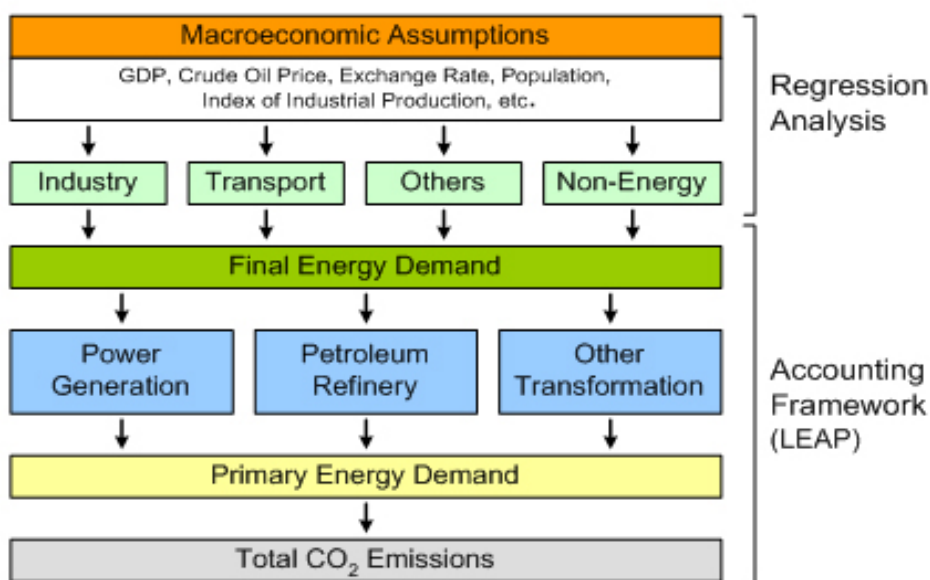 Macroeconomic Assumptions
GDP, Crude Oil Price, Exchange Rate, Population,
Index of Industrial Production, etc.
Regression
Analysis
Industry
Transport
Others
Non-Energy
Final Energy Demand
Power
Generation
Petroleum
Refinery
Other
Transformation
Accounting
Framework
(LEAP)
Primary Energy Demand
Total CO₂ Emissions